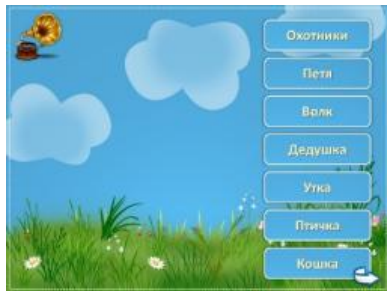 Охотники
Петя
Волк
Дедушка
Утка
Птичка
Кошка